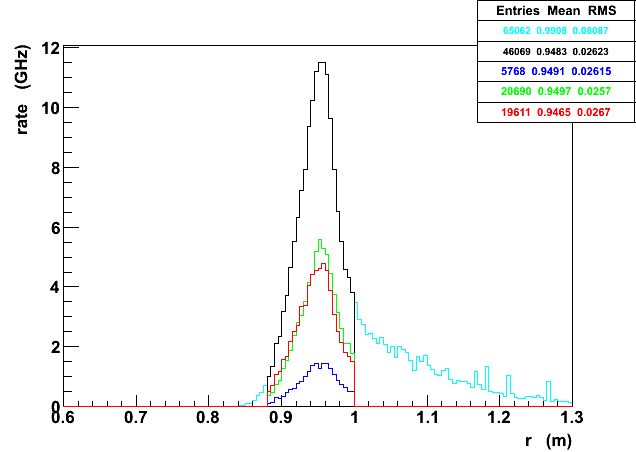 Entries Mean RMS
65062 0.9908 0.08087
46069 0.9483 0.02623
5768 0.9491 0.02615
20690 0.9497 0.0257
19611 0.9465 0.0267
rate (GHz)
12
10
8
6
4
2
0
0.6 0.7 0.8 0.9 1 1.1 1.2 1.3
r (m)